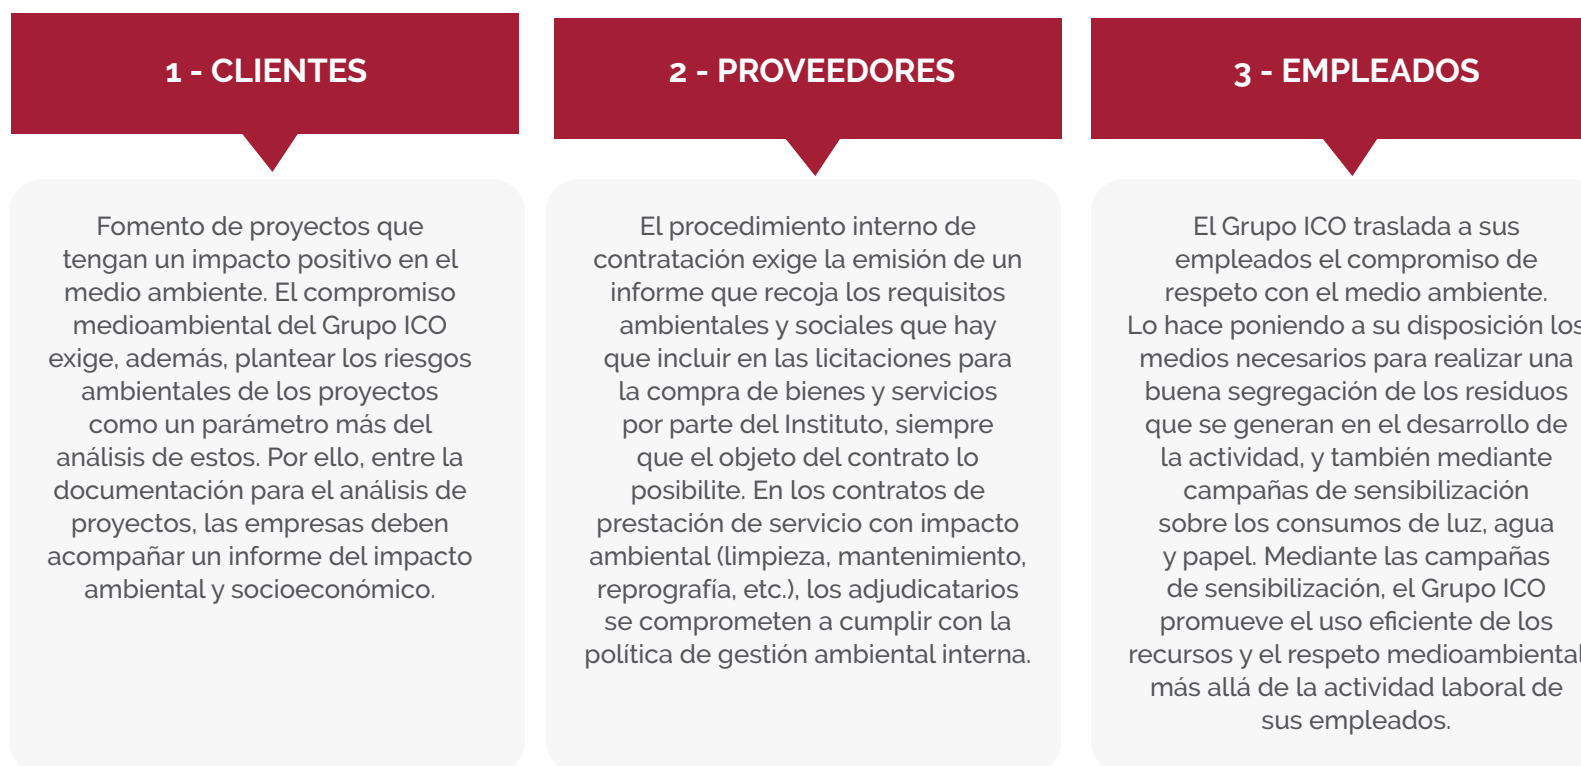 1 - CLIENTES
Fomento de proyectos que
tengan un impacto positivo en el
medio ambiente. El compromiso
medioambiental del Grupo ICO
exige, además, plantear los riesgos
ambientales de los proyectos
como un parámetro más del
análisis de estos. Por ello, entre la
documentación para el análisis de
proyectos, las empresas deben
acompañar un informe del impacto
ambiental y socioeconómico.
2 - PROVEEDORES
El procedimiento interno de
contratación exige la emisión de un
informe que recoja los requisitos
ambientales y sociales que hay
que incluir en las licitaciones para
la compra de bienes y servicios
por parte del Instituto, siempre
que el objeto del contrato lo
posibilite. En los contratos de
prestación de servicio con impacto
ambiental (limpieza, mantenimiento,
reprografía, etc.), los adjudicatarios
se comprometen a cumplir con la
política de gestión ambiental interna.
3 - EMPLEADOS
El Grupo ICO traslada a sus
empleados el compromiso de
respeto con el medio ambiente.
Lo hace poniendo a su disposición los
medios necesarios para realizar una
buena segregación de los residuos
que se generan en el desarrollo de
la actividad, y también mediante
campañas de sensibilización
sobre los consumos de luz, agua
y papel. Mediante las campañas
de sensibilización, el Grupo ICO
promueve el uso eficiente de los
recursos y el respeto medioambiental
más allá de la actividad laboral de
sus empleados.